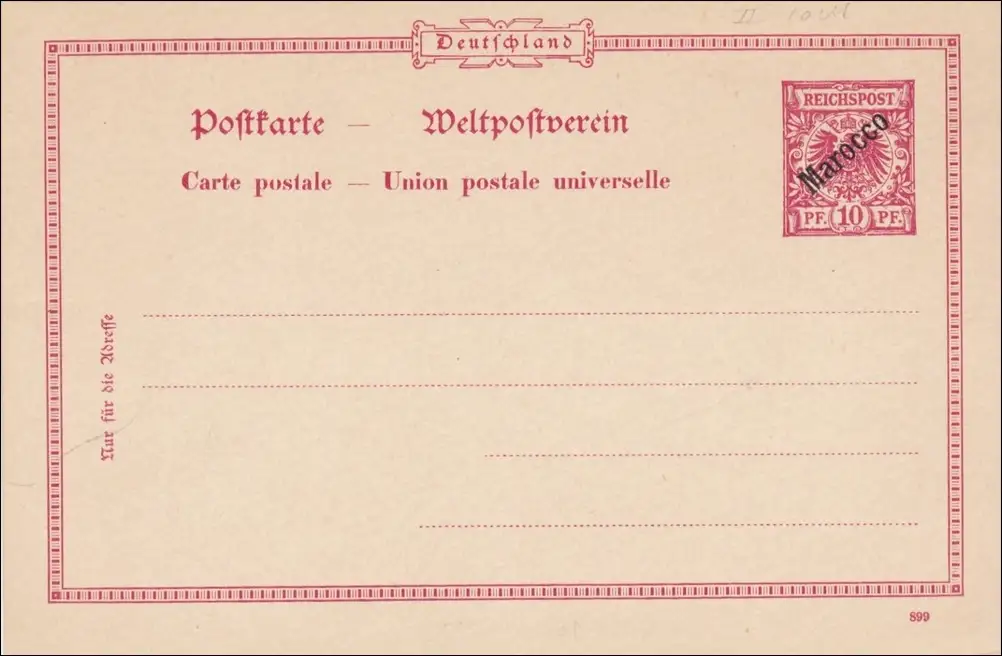 Deutschland
Postkarte — Weltpostverein
Carte postale — Union postale universelle
REICHSPOST
Marocco
PF. 10 PF.
Nur für die Adresse
899